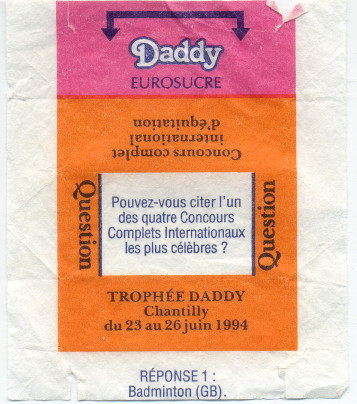 Daddy
EUROSUCRE
Concours complet
international
d'équitation
Question
Pouvez-vous citer l'un
des quatre Concours
Complets Internationaux
les plus célèbres ?
Question
TROPHÉE DADDY
Chantilly
du 23 au 26 juin 1994
RÉPONSE 1 :
Badminton (GB).